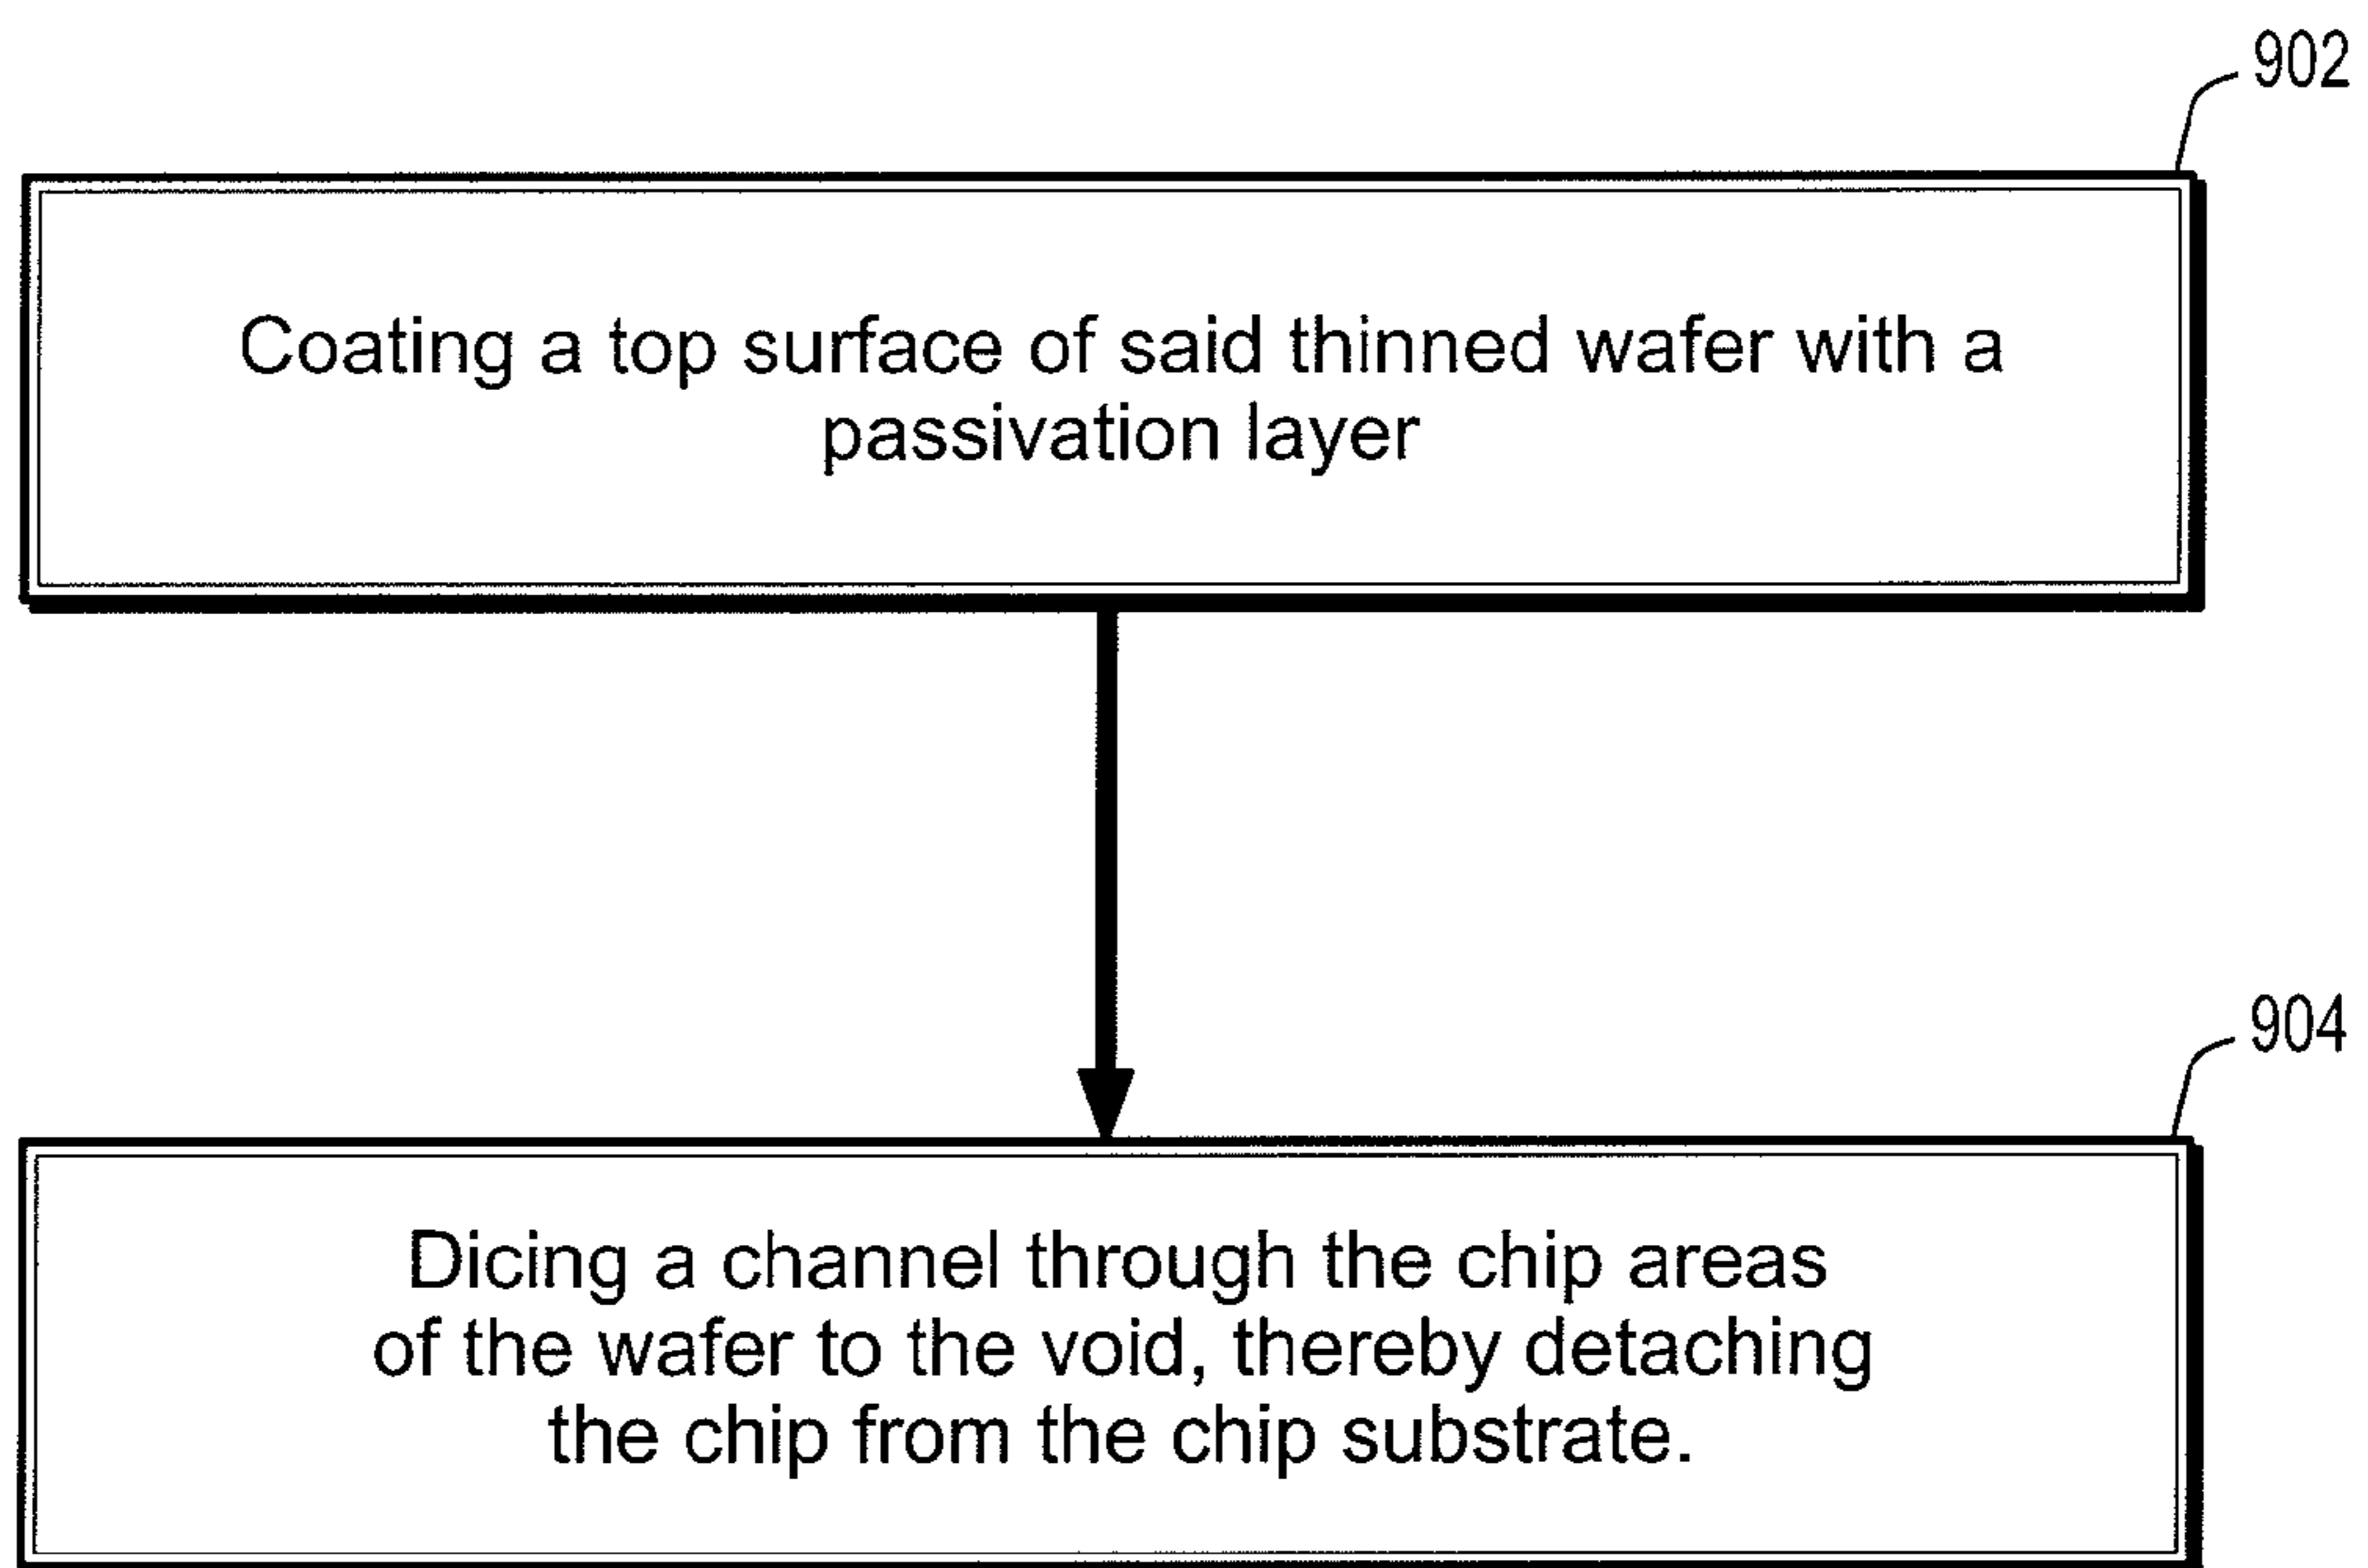 902
Coating a top surface of said thinned wafer with a
passivation layer
904
Dicing a channel through the chip areas
of the wafer to the void, thereby detaching
the chip from the chip substrate.